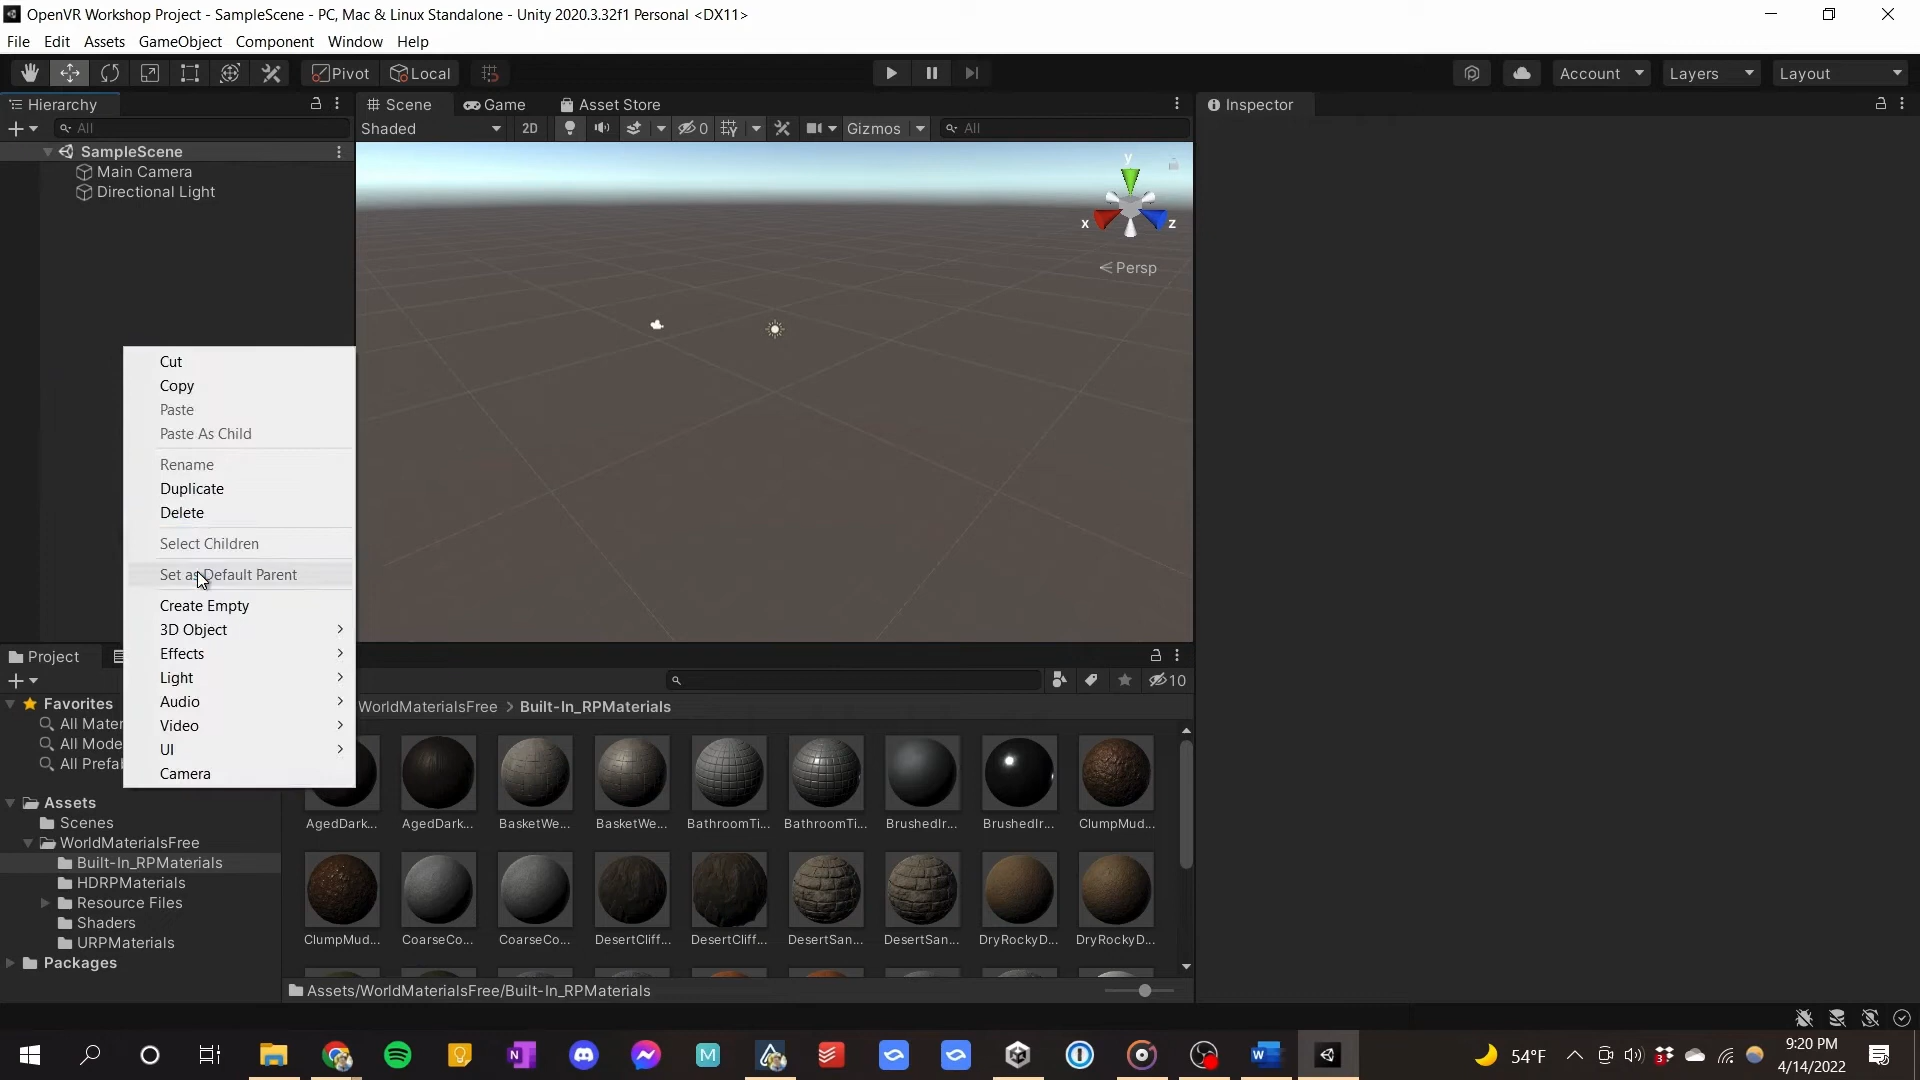 OpenVR Workshop Project - SampleScene - PC, Mac & Linux Standalone - Unity 2020.3.32f1 Personal <DX11>
File Edit Assets GameObject Component Window Help
Pivot Local Account Layers Layout
Hierarchy
All
SampleScene
Main Camera
Directional Light
Scene Game Asset Store
Shaded 2D 0 Gizmos All
y
x z
Persp
Inspector
Cut
Copy
Paste
Paste As Child
Rename
Duplicate
Delete
Select Children
Set as Default Parent
Create Empty
3D Object
Effects
Light
Audio
Video
UI
Camera
Project
10
Favorites
All Mater
All Mode
All Prefa
Assets
Scenes
WorldMaterialsFree
Built-In_RPMaterials
HDRPMaterials
Resource Files
Shaders
URPMaterials
Packages
WorldMaterialsFree > Built-In_RPMaterials
AgedDark... AgedDark... BasketWe... BasketWe... BathroomTi... BathroomTi... BrushedIr... BrushedIr... ClumpMud...
ClumpMud... CoarseCo... CoarseCo... DesertCliff... DesertCliff... DesertSan... DesertSan... DryRockyD... DryRockyD...
Assets/WorldMaterialsFree/Built-In_RPMaterials
N M W 54°F
9:20 PM
4/14/2022